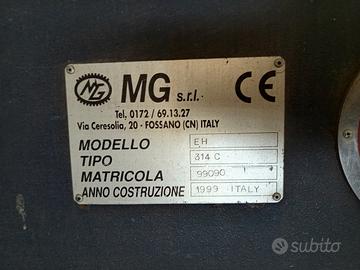 MG MG s.r.l. CE
Tel. 0172 / 69.13.27
Via Ceresolia, 20 - FOSSANO (CN) ITALY
MODELLO EH
TIPO 314 C
MATRICOLA 99090
ANNO COSTRUZIONE 1999 ITALY
subito